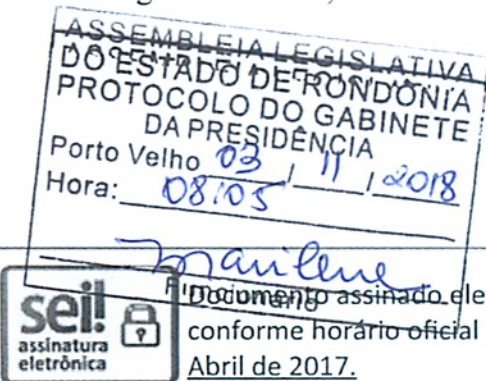 ASSEMBLEIA LEGISLATIVA
DO ESTADO DE RONDÔNIA
PROTOCOLO DO GABINETE
DA PRESIDÊNCIA
Porto Velho 03 / 11 / 2018
Hora: 08:05
Marilene
sei!
assinatura
eletrônica
Documento assinado ele
conforme horário oficial
Abril de 2017.